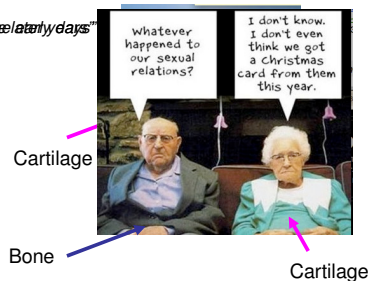 Whatever
happened to
our sexual
relations?
I don't know.
I don't even
think we got
a Christmas
card from them
this year.
Cartilage
Bone
Cartilage